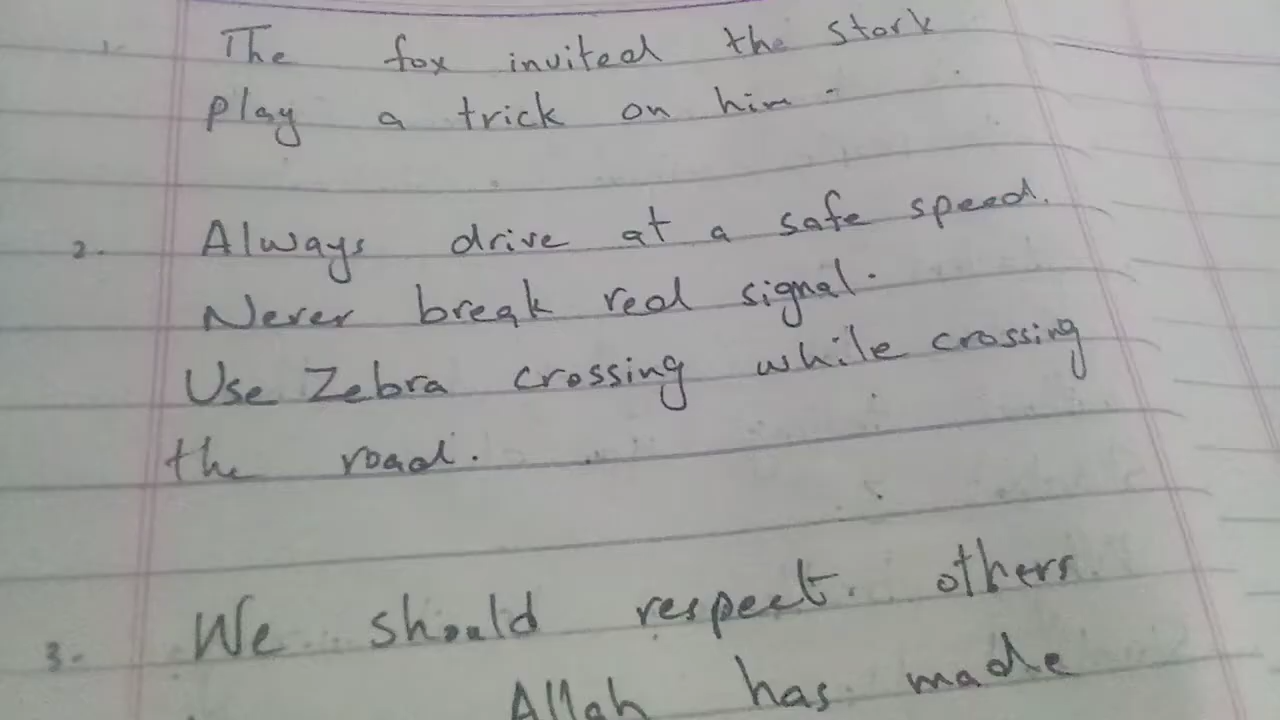 1. The fox invited the stork
play a trick on him.
2. Always drive at a safe speed.
Never break red signal.
Use Zebra crossing while crossing
the road.
3. We should respect. others
Allah has made